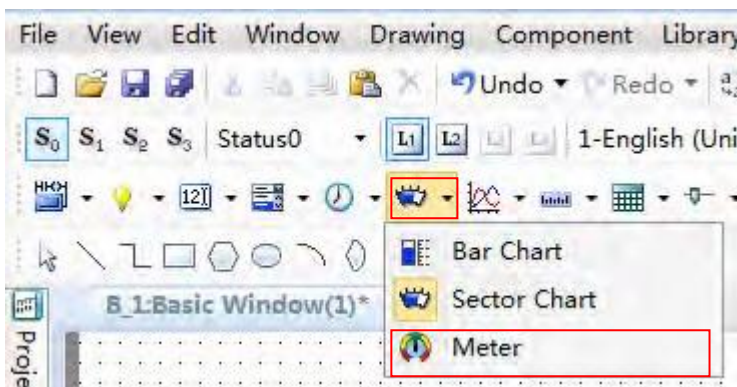 File View Edit Window Drawing Component Library
Undo Redo
S0 S1 S2 S3 Status0 L1 L2 1-English (Uni
12
Bar Chart
B_1:Basic Window(1)* Sector Chart
Meter
Proje